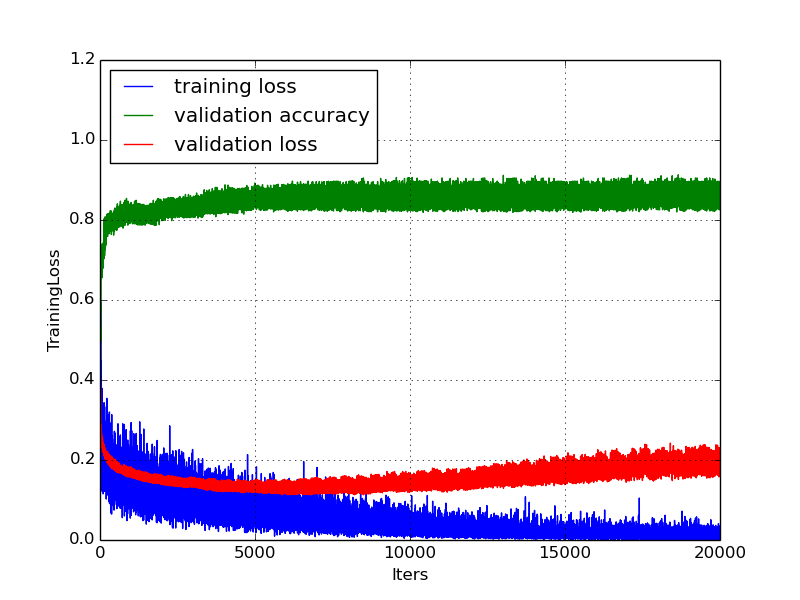 1.2
1.0
0.8
0.6
0.4
0.2
0.0
training loss
validation accuracy
validation loss
TrainingLoss
0
5000
10000
15000
20000
Iters